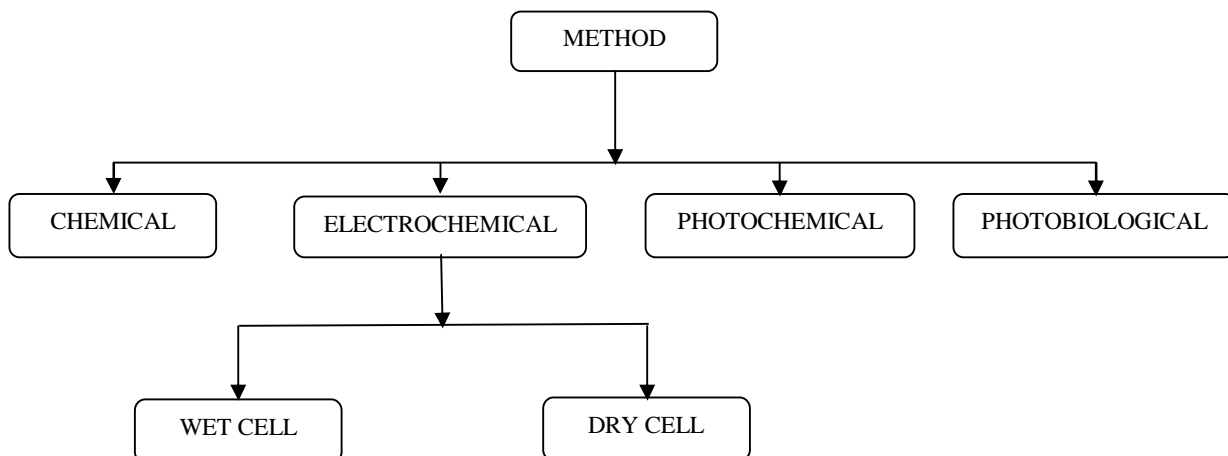 METHOD
CHEMICAL
ELECTROCHEMICAL
PHOTOCHEMICAL
PHOTOBIOLOGICAL
WET CELL
DRY CELL